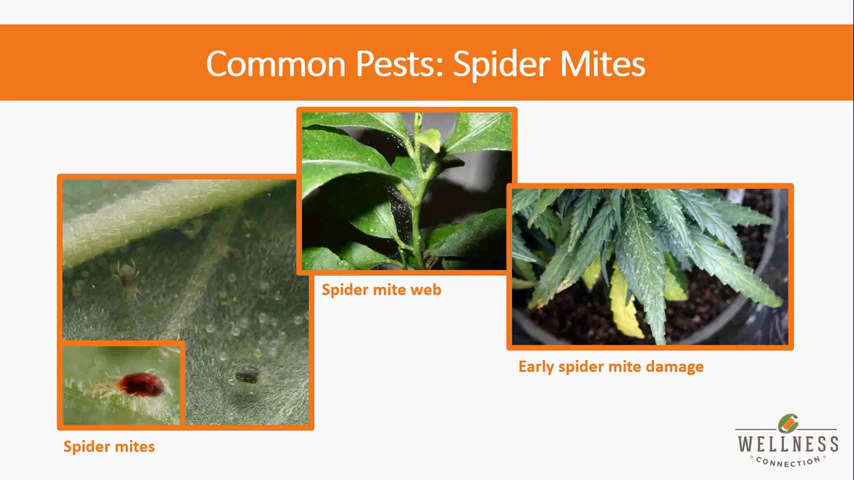 Common Pests: Spider Mites
Spider mite web
Early spider mite damage
Spider mites
WELLNESS
CONNECTION